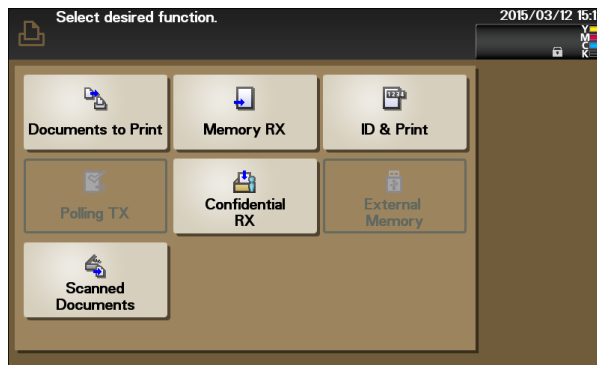 Select desired function.
2015/03/12 15:1
Y
M
C
K
1234
Documents to Print
Memory RX
ID & Print
Polling TX
Confidential
RX
External
Memory
Scanned
Documents